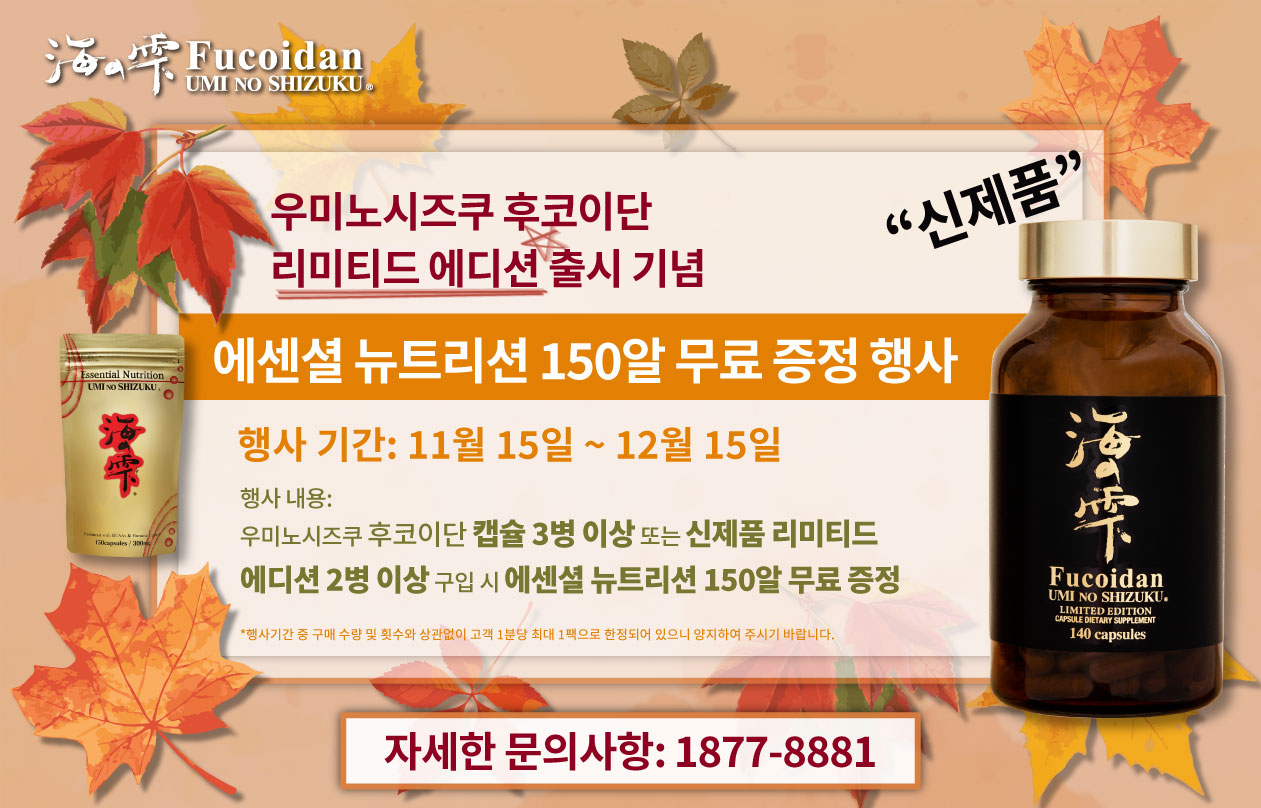 海の雫 Fucoidan
UMI NO SHIZUKU®
우미노시즈쿠 후코이단
리미티드 에디션 출시 기념
“신제품”
에센셜 뉴트리션 150알 무료 증정 행사
행사 기간: 11월 15일 ~ 12월 15일
행사 내용:
우미노시즈쿠 후코이단 캡슐 3병 이상 또는 신제품 리미티드
에디션 2병 이상 구입 시 에센셜 뉴트리션 150알 무료 증정
*행사기간 중 구매 수량 및 횟수와 상관없이 고객 1분당 최대 1팩으로 한정되어 있으니 양지하여 주시기 바랍니다.
Essential Nutrition
UMI NO SHIZUKU®
海の雫
150capsules / 300mg
海の雫
Fucoidan
UMI NO SHIZUKU®
LIMITED EDITION
CAPSULE DIETARY SUPPLEMENT
140 capsules
자세한 문의사항: 1877-8881